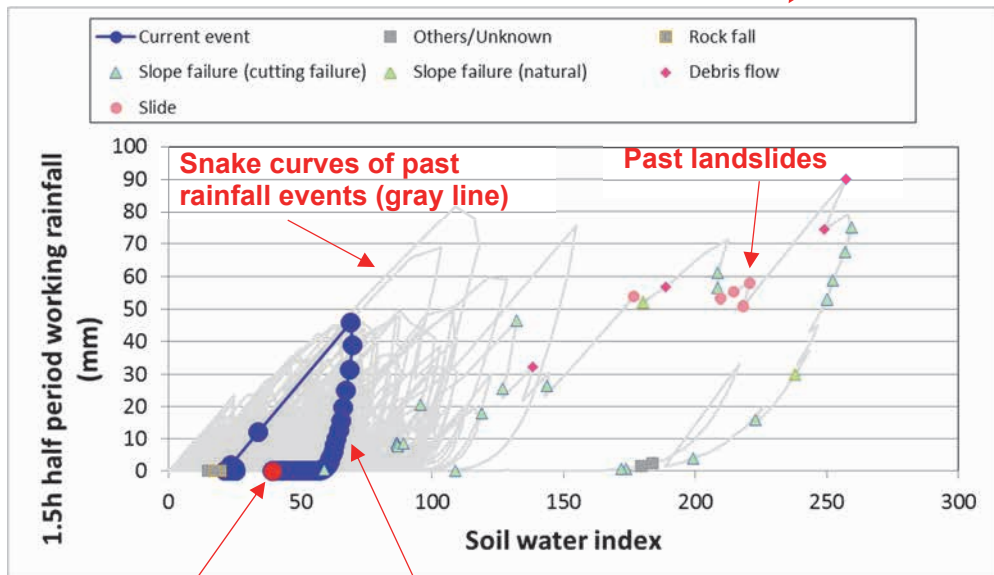 Current event
Others/Unknown
Rock fall
Slope failure (cutting failure)
Slope failure (natural)
Debris flow
Slide
1.5h half period working rainfall
(mm)
100
90
80
70
60
50
40
30
20
10
0
Snake curves of past
rainfall events (gray line)
Past landslides
0
50
100
150
200
250
300
Soil water index